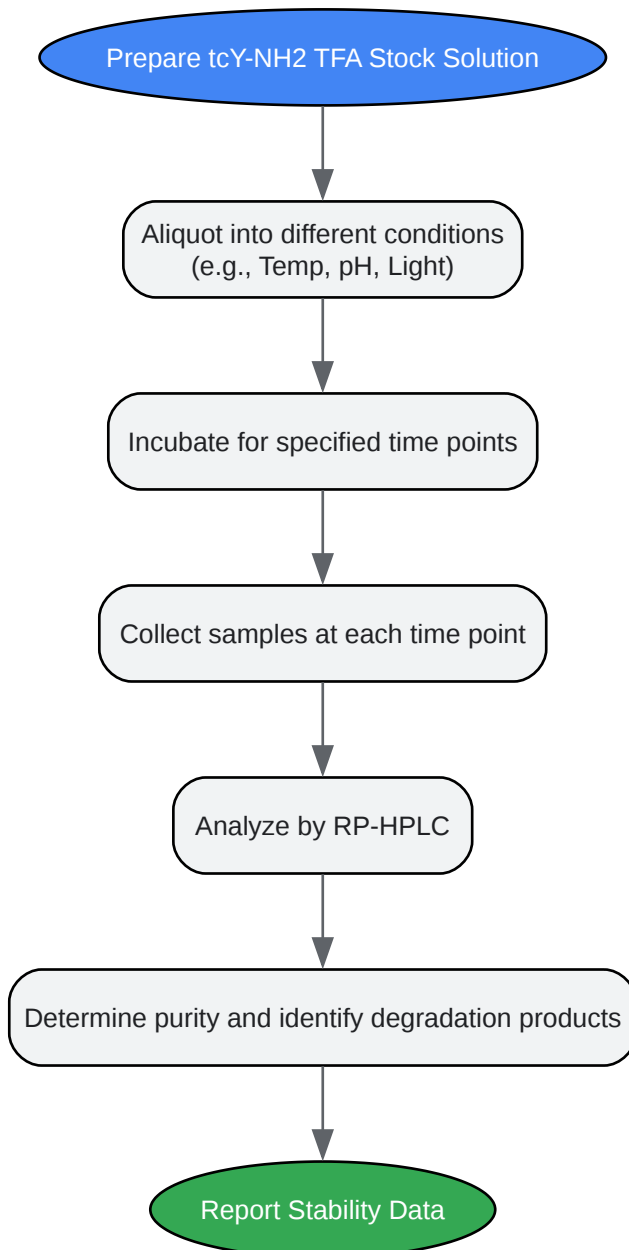 Prepare tcY-NH2 TFA Stock Solution
Aliquot into different conditions
(e.g., Temp, pH, Light)
Incubate for specified time points
Collect samples at each time point
Analyze by RP-HPLC
Determine purity and identify degradation products
Report Stability Data